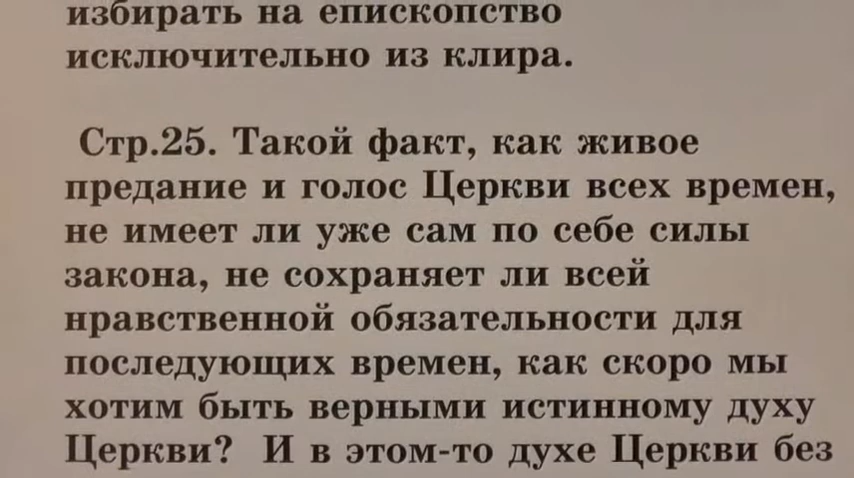 избирать на епископство
исключительно из клира.
Стр.25. Такой факт, как живое
предание и голос Церкви всех времен,
не имеет ли уже сам по себе силы
закона, не сохраняет ли всей
нравственной обязательности для
последующих времен, как скоро мы
хотим быть верными истинному духу
Церкви? И в этом-то духе Церкви без